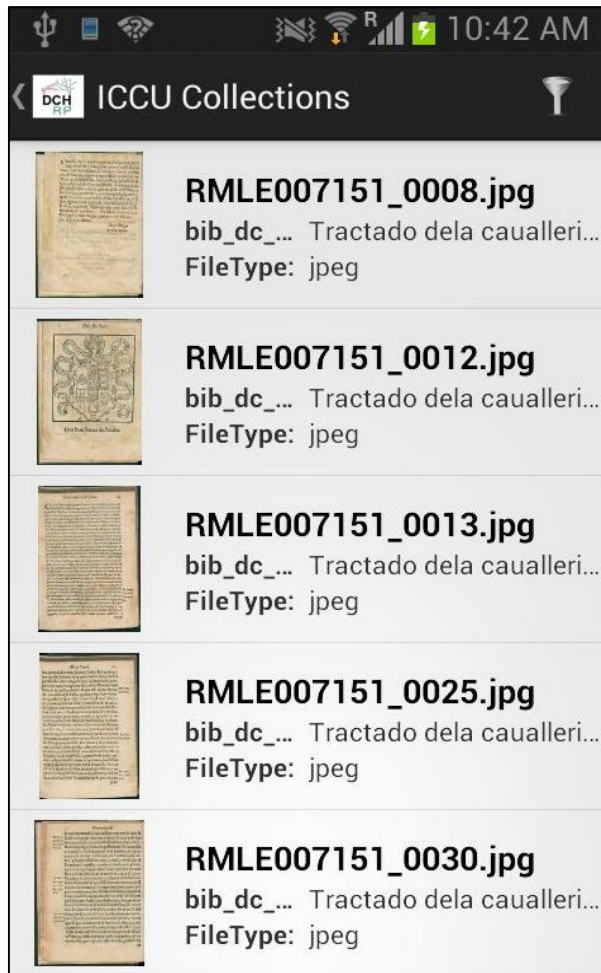 R
10:42 AM
DCH
RP
ICCU Collections
RMLE007151_0008.jpg
bib_dc_... Tractado dela caualleri...
FileType: jpeg
RMLE007151_0012.jpg
bib_dc_... Tractado dela caualleri...
FileType: jpeg
RMLE007151_0013.jpg
bib_dc_... Tractado dela caualleri...
FileType: jpeg
RMLE007151_0025.jpg
bib_dc_... Tractado dela caualleri...
FileType: jpeg
RMLE007151_0030.jpg
bib_dc_... Tractado dela caualleri...
FileType: jpeg